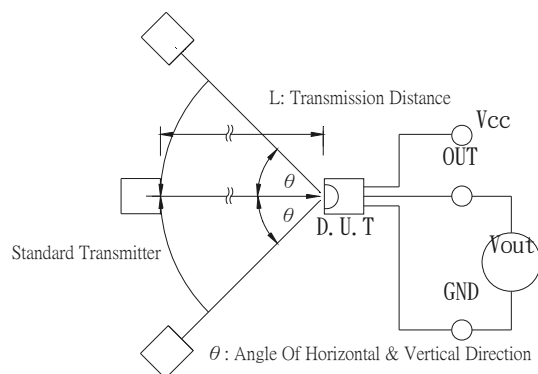 L: Transmission Distance
Vcc
OUT
θ
θ
D.U.T
Standard Transmitter
Vout
GND
θ : Angle Of Horizontal & Vertical Direction